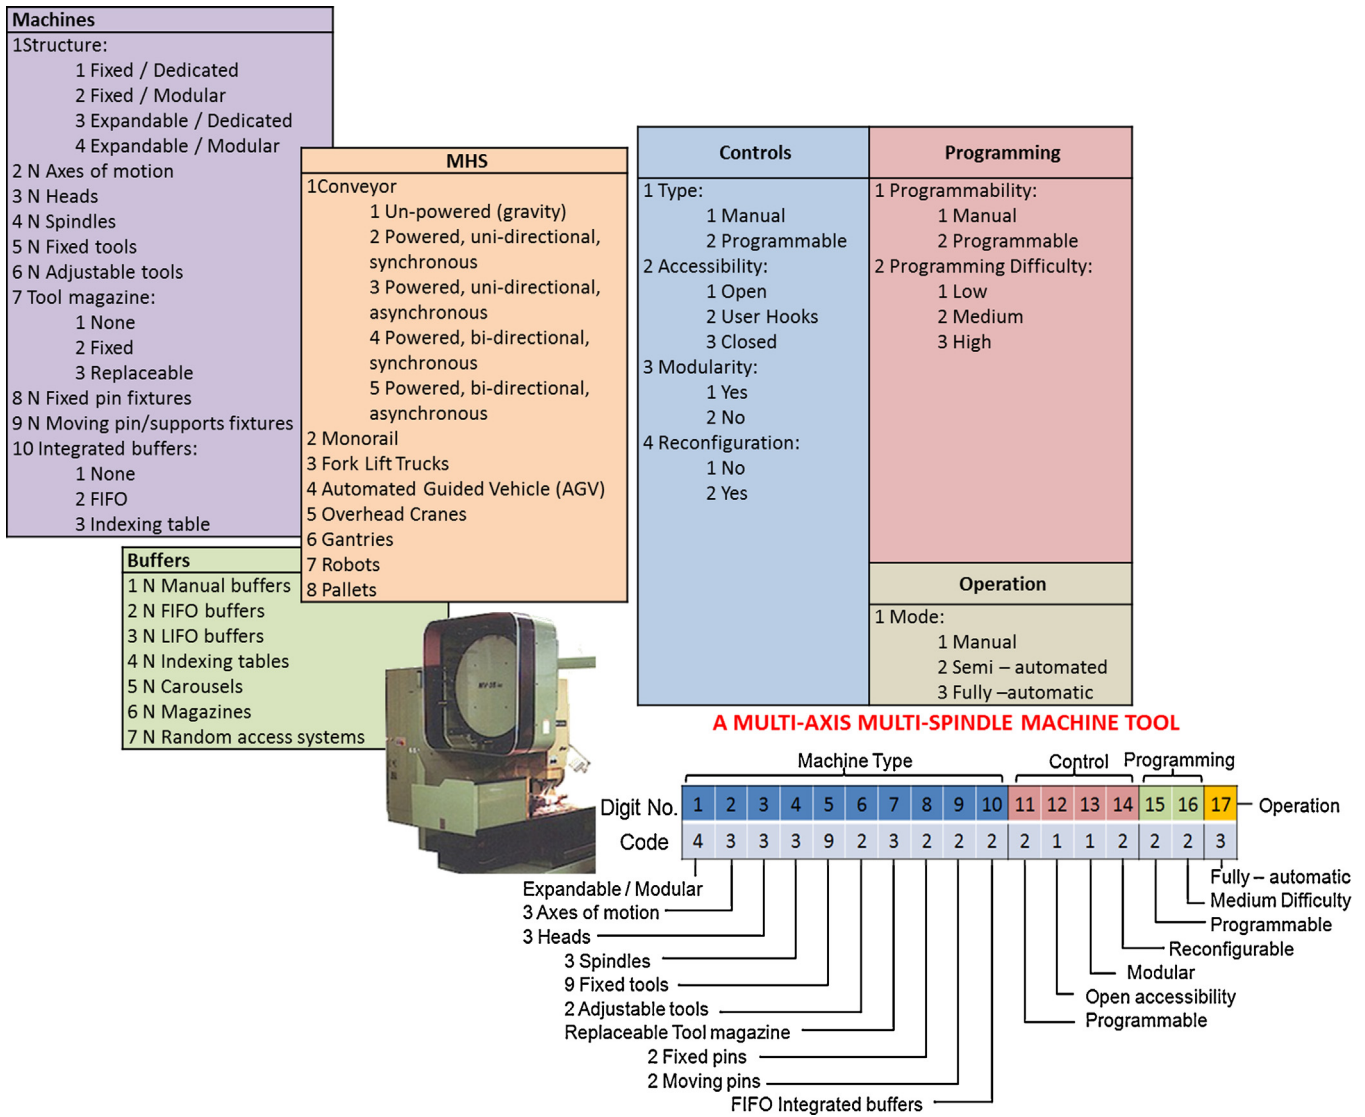 Machines
1Structure:
1 Fixed / Dedicated
2 Fixed / Modular
3 Expandable / Dedicated
4 Expandable / Modular
2 N Axes of motion
3 N Heads
4 N Spindles
5 N Fixed tools
6 N Adjustable tools
7 Tool magazine:
1 None
2 Fixed
3 Replaceable
8 N Fixed pin fixtures
9 N Moving pin/supports fixtures
10 Integrated buffers:
1 None
2 FIFO
3 Indexing table
Buffers
1 N Manual buffers
2 N FIFO buffers
3 N LIFO buffers
4 N Indexing tables
5 N Carousels
6 N Magazines
7 N Random access systems
MHS
1Conveyor
1 Un-powered (gravity)
2 Powered, uni-directional,
synchronous
3 Powered, uni-directional,
asynchronous
4 Powered, bi-directional,
synchronous
5 Powered, bi-directional,
asynchronous
2 Monorail
3 Fork Lift Trucks
4 Automated Guided Vehicle (AGV)
5 Overhead Cranes
6 Gantries
7 Robots
8 Pallets
Controls
1 Type:
1 Manual
2 Programmable
2 Accessibility:
1 Open
2 User Hooks
3 Closed
3 Modularity:
1 Yes
2 No
4 Reconfiguration:
1 No
2 Yes
Programming
1 Programmability:
1 Manual
2 Programmable
2 Programming Difficulty:
1 Low
2 Medium
3 High
Operation
1 Mode:
1 Manual
2 Semi – automated
3 Fully –automatic
A MULTI-AXIS MULTI-SPINDLE MACHINE TOOL
Machine Type Control Programming
Digit No. 1 2 3 4 5 6 7 8 9 10 11 12 13 14 15 16 17 Operation
Code 4 3 3 3 9 2 3 2 2 2 2 1 1 2 2 2 3
Expandable / Modular
3 Axes of motion
3 Heads
3 Spindles
9 Fixed tools
2 Adjustable tools
Replaceable Tool magazine
2 Fixed pins
2 Moving pins
FIFO Integrated buffers
Fully – automatic
Medium Difficulty
Programmable
Reconfigurable
Modular
Open accessibility
Programmable